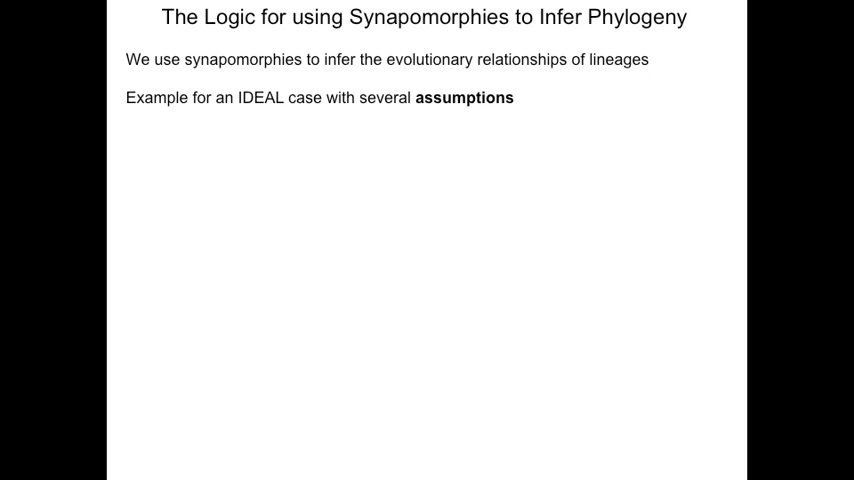 The Logic for using Synapomorphies to Infer Phylogeny
We use synapomorphies to infer the evolutionary relationships of lineages
Example for an IDEAL case with several assumptions